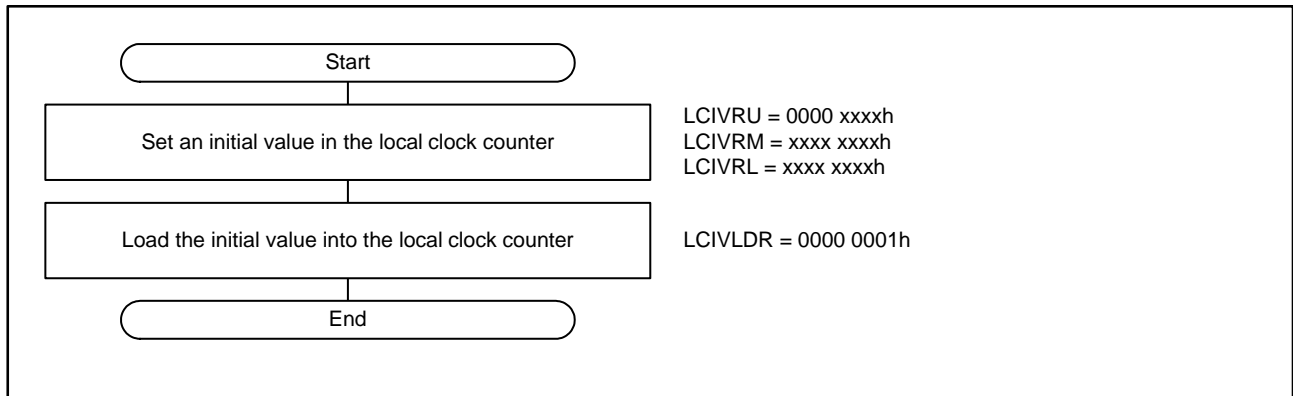 Start
Set an initial value in the local clock counter
LCIVRU = 0000 xxxxh
LCIVRM = xxxx xxxxh
LCIVRL = xxxx xxxxh
Load the initial value into the local clock counter
LCIVLDR = 0000 0001h
End